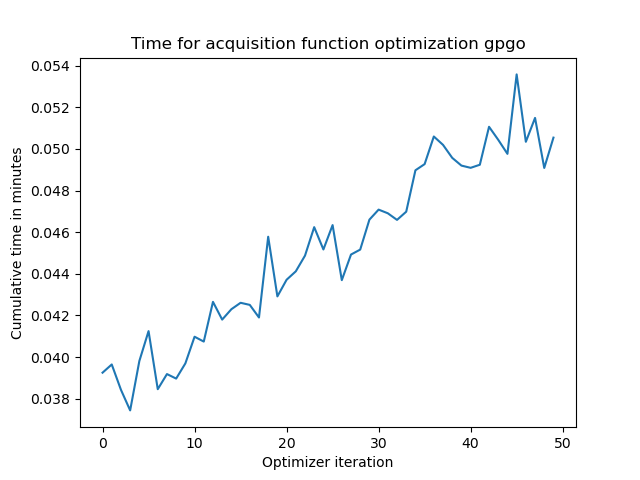 Time for acquisition function optimization gpgo
Cumulative time in minutes
0.054
0.052
0.050
0.048
0.046
0.044
0.042
0.040
0.038
0 10 20 30 40 50
Optimizer iteration